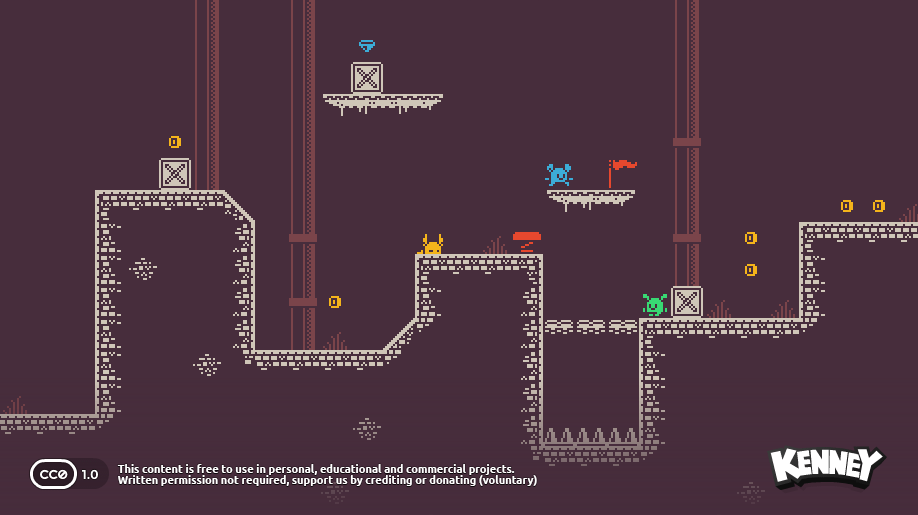 CC0 1.0
This content is free to use in personal, educational and commercial projects.
Written permission not required, support us by crediting or donating (voluntary)
KENNEY